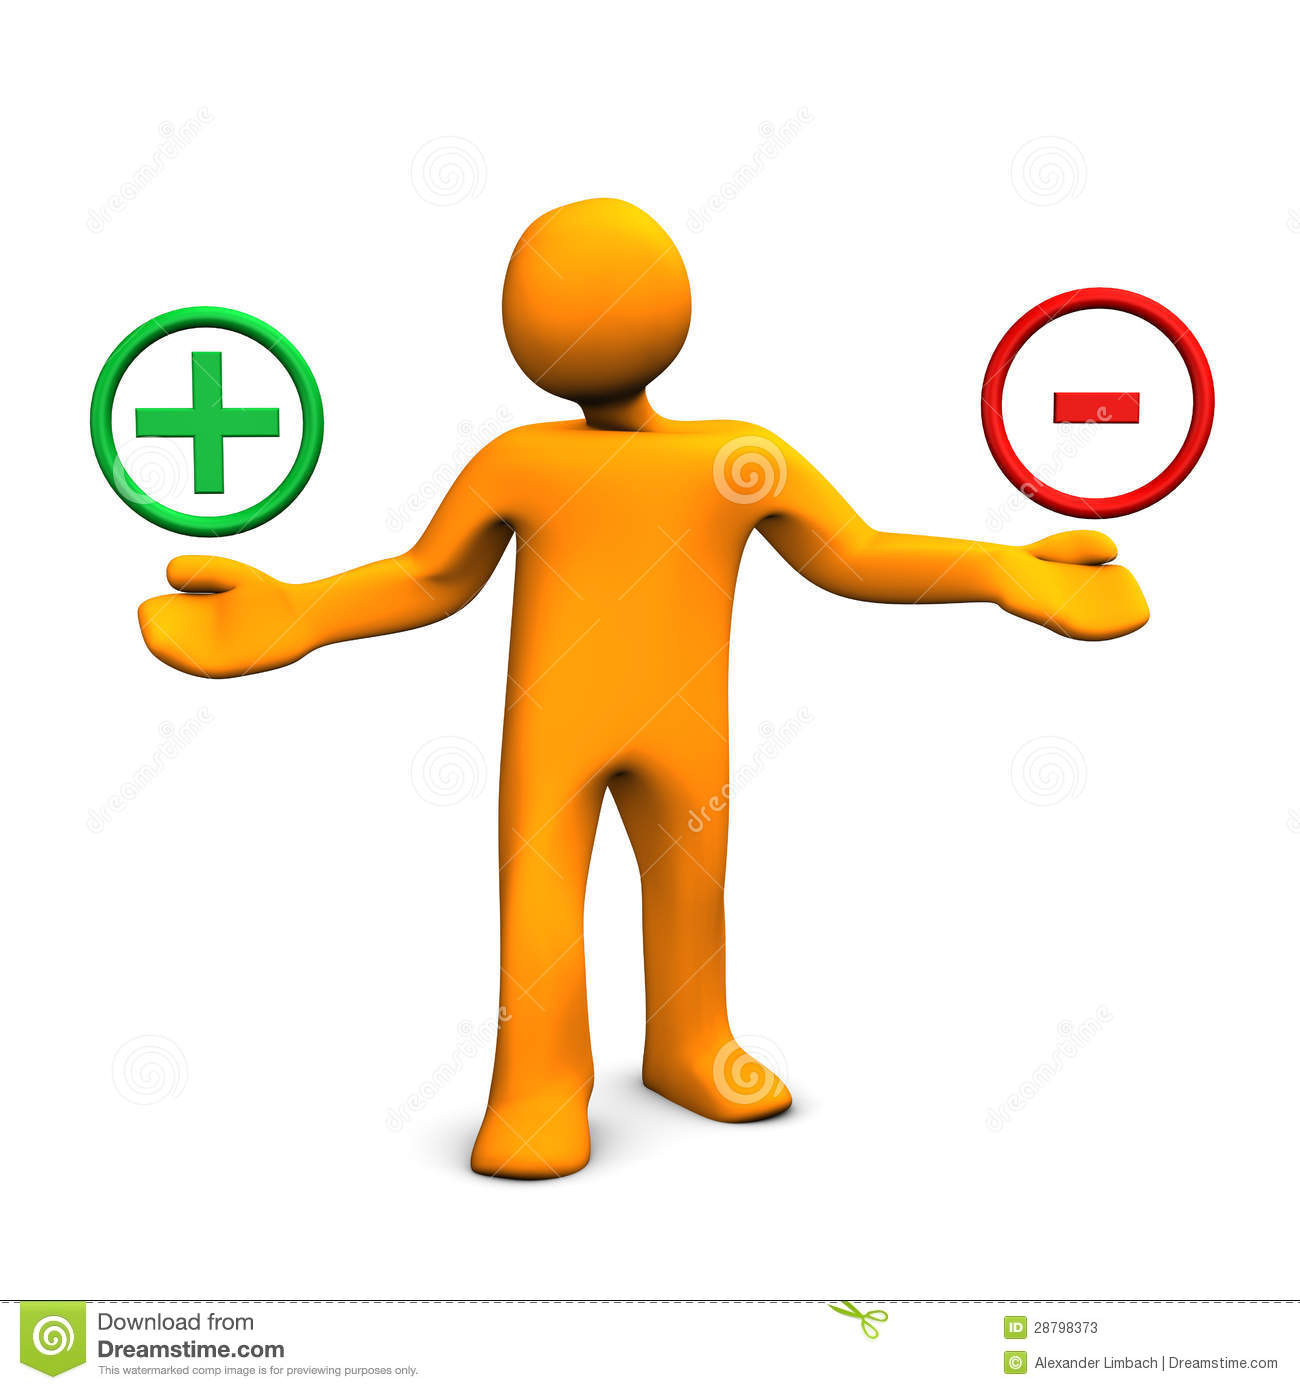 +
-
dreamstime
Download from
Dreamstime.com
This watermarked comp image is for previewing purposes only.
ID 28798373
© Alexander Limbach | Dreamstime.com